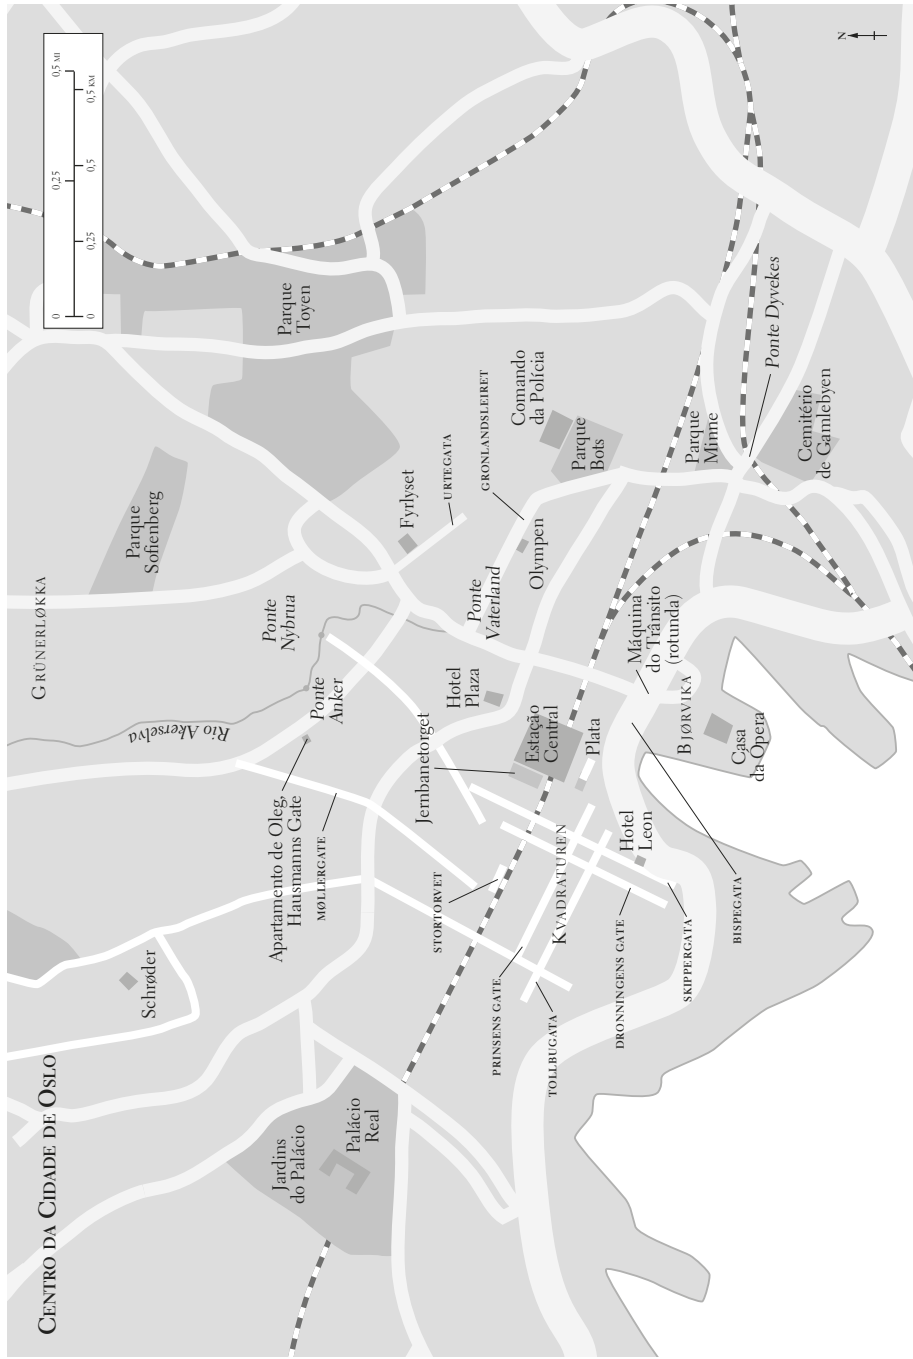 CENTRO DA CIDADE DE OSLO
0
0,25
0,5 MI
0
0,25
0,5
0,5 KM
N
GRÜNERLØKKA
Schrøder
Rio Akerselva
Parque
Sofienberg
Parque
Toyen
Ponte
Nybrua
Ponte
Anker
Apartamento de Oleg,
Hausmanns Gate
MØLLERGATE
Jardins
do Palácio
Palácio
Real
Fyrlyset
URTEGATA
GRONLANDSLEIRET
Comando
da Polícia
Parque
Bots
Jernbanetorget
Hotel
Plaza
Ponte
Vaterland
Olympen
STORTORVET
Estação
Central
Plata
PRINSENS GATE
TOLLBUGATA
KVADRATUREN
DRONNINGENS GATE
Hotel
Leon
SKIPPERGATA
BISPEGATA
Máquina
do Trânsito
(rotunda)
BJØRVIKA
Casa
da Ópera
Parque
Minne
Ponte Dyvekes
Cemitério
de Gamlebyen